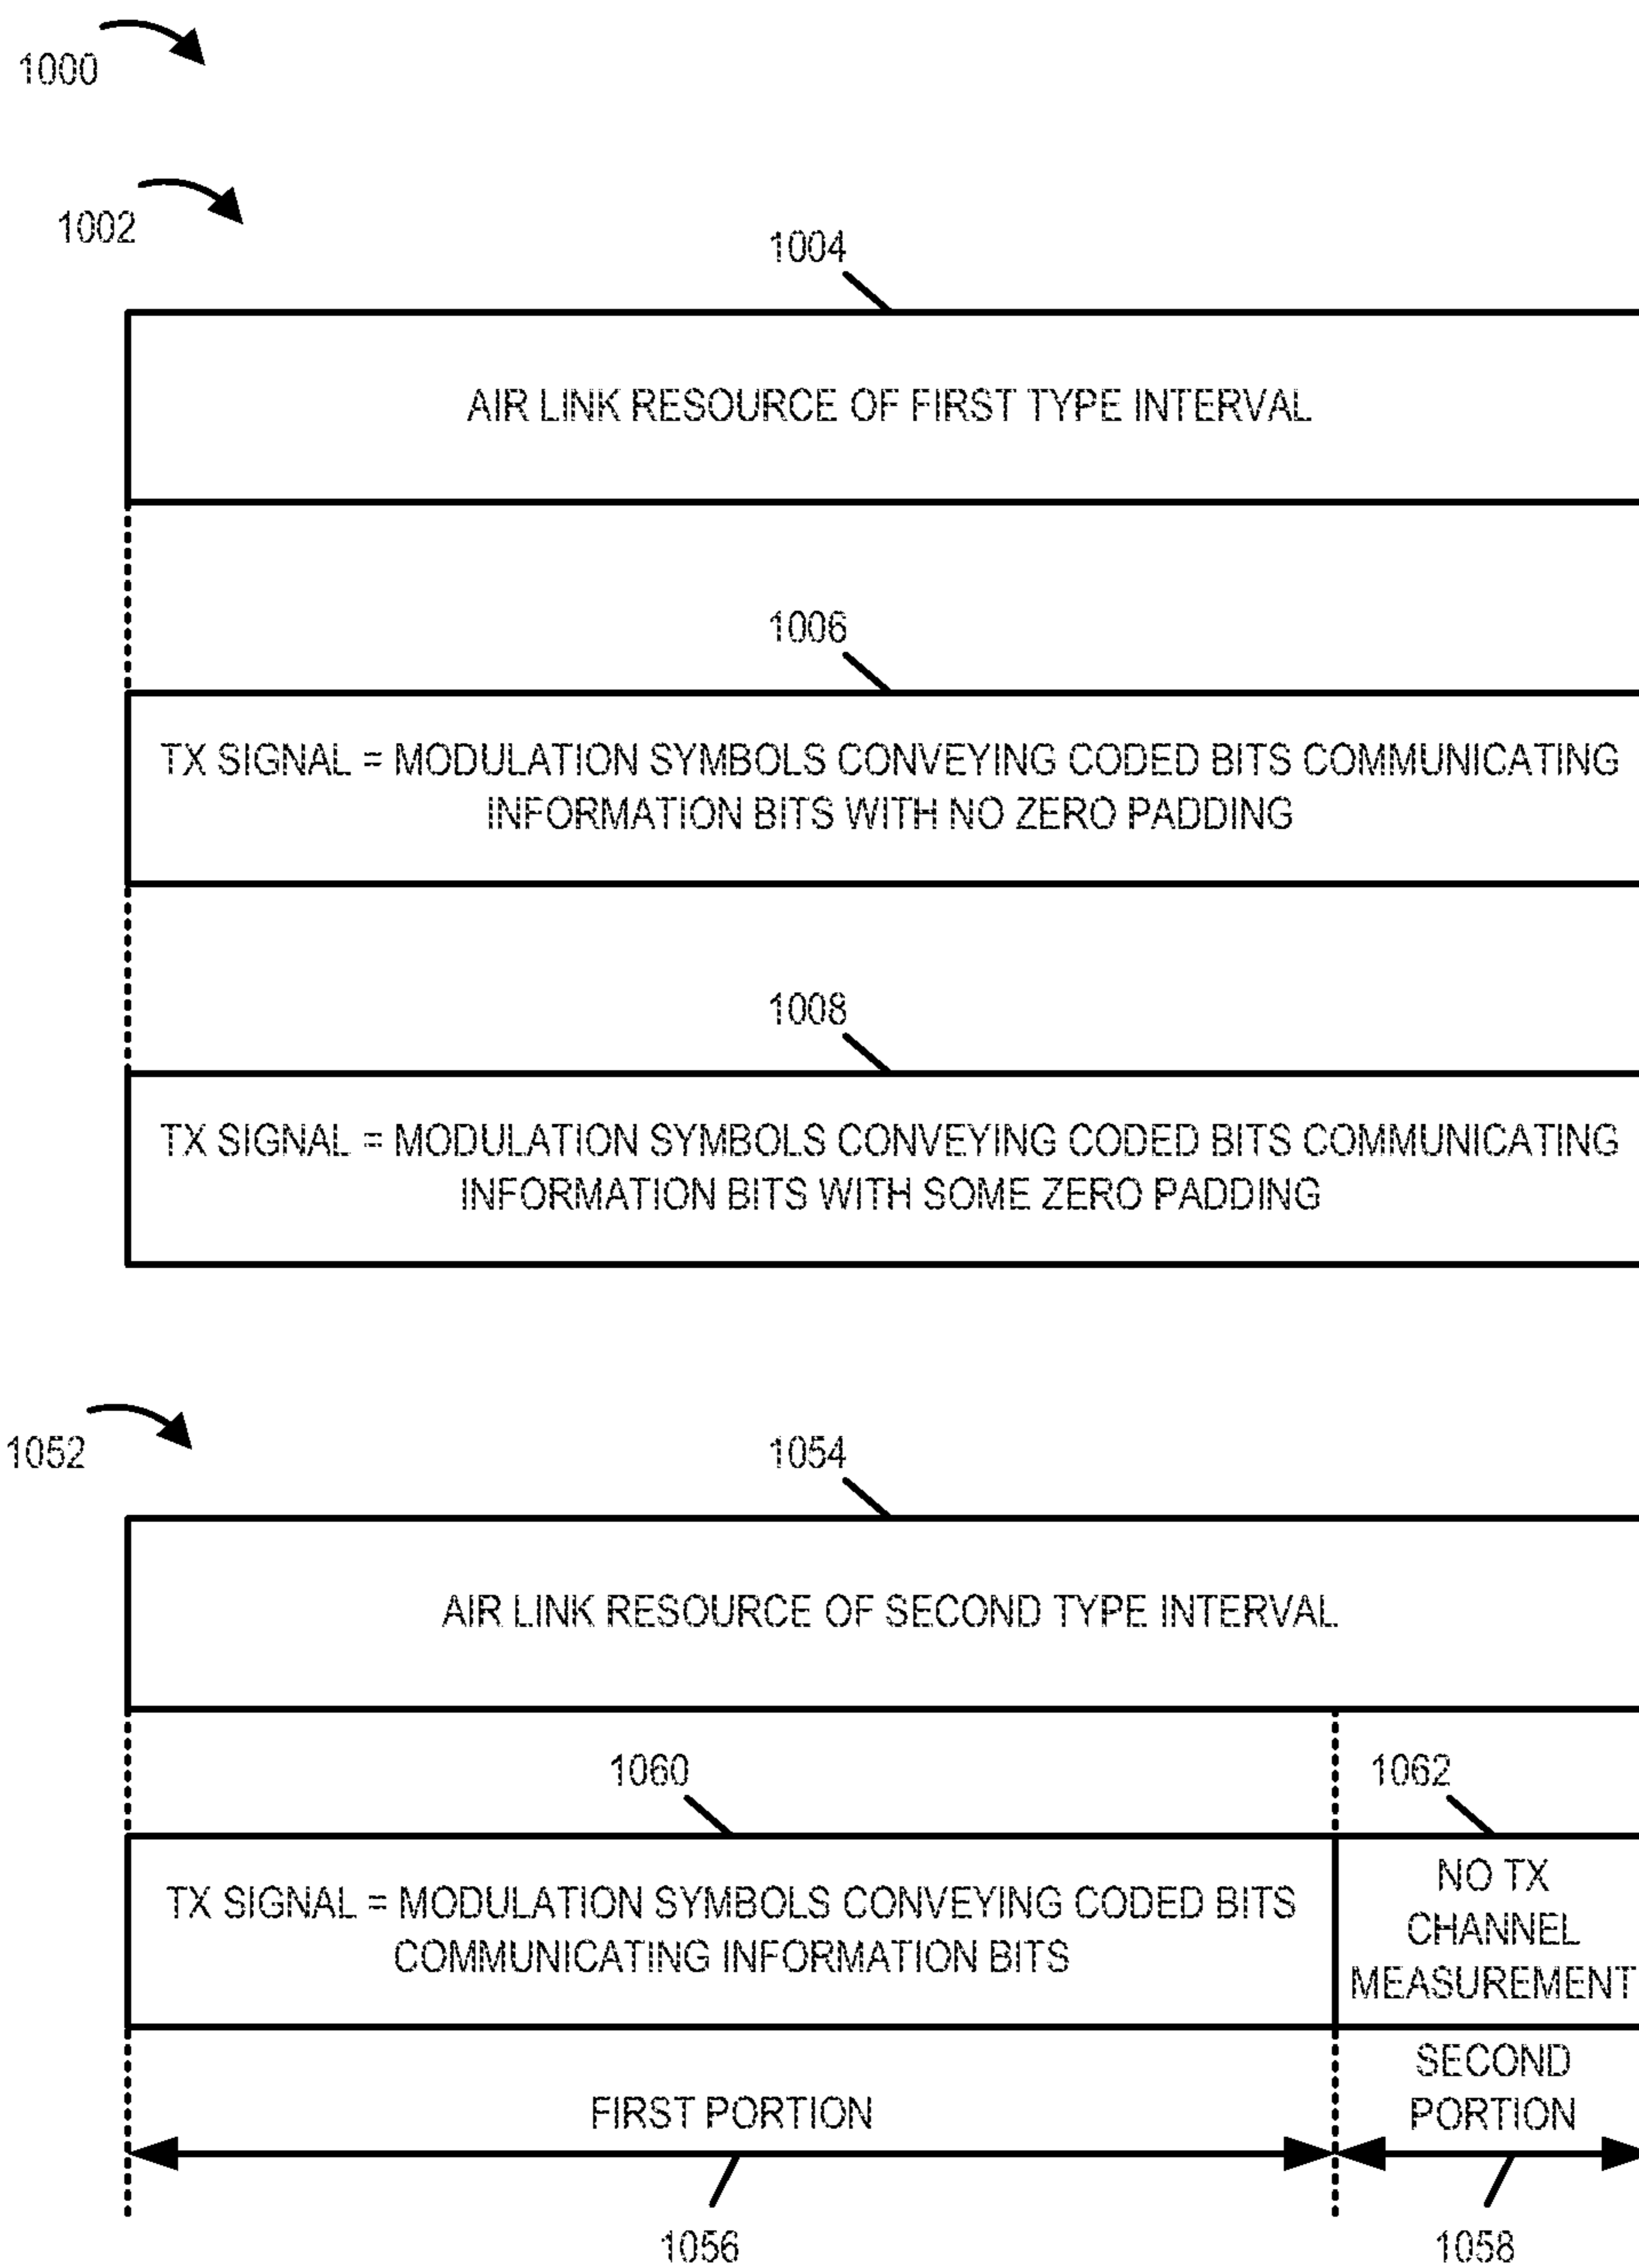 1000
1002
1004
AIR LINK RESOURCE OF FIRST TYPE INTERVAL
1006
TX SIGNAL = MODULATION SYMBOLS CONVEYING CODED BITS COMMUNICATING
INFORMATION BITS WITH NO ZERO PADDING
1008
TX SIGNAL = MODULATION SYMBOLS CONVEYING CODED BITS COMMUNICATING
INFORMATION BITS WITH SOME ZERO PADDING
1052
1054
AIR LINK RESOURCE OF SECOND TYPE INTERVAL
1060
1062
TX SIGNAL = MODULATION SYMBOLS CONVEYING CODED BITS
COMMUNICATING INFORMATION BITS
NO TX
CHANNEL
MEASUREMENT
FIRST PORTION
SECOND
PORTION
1056
1058